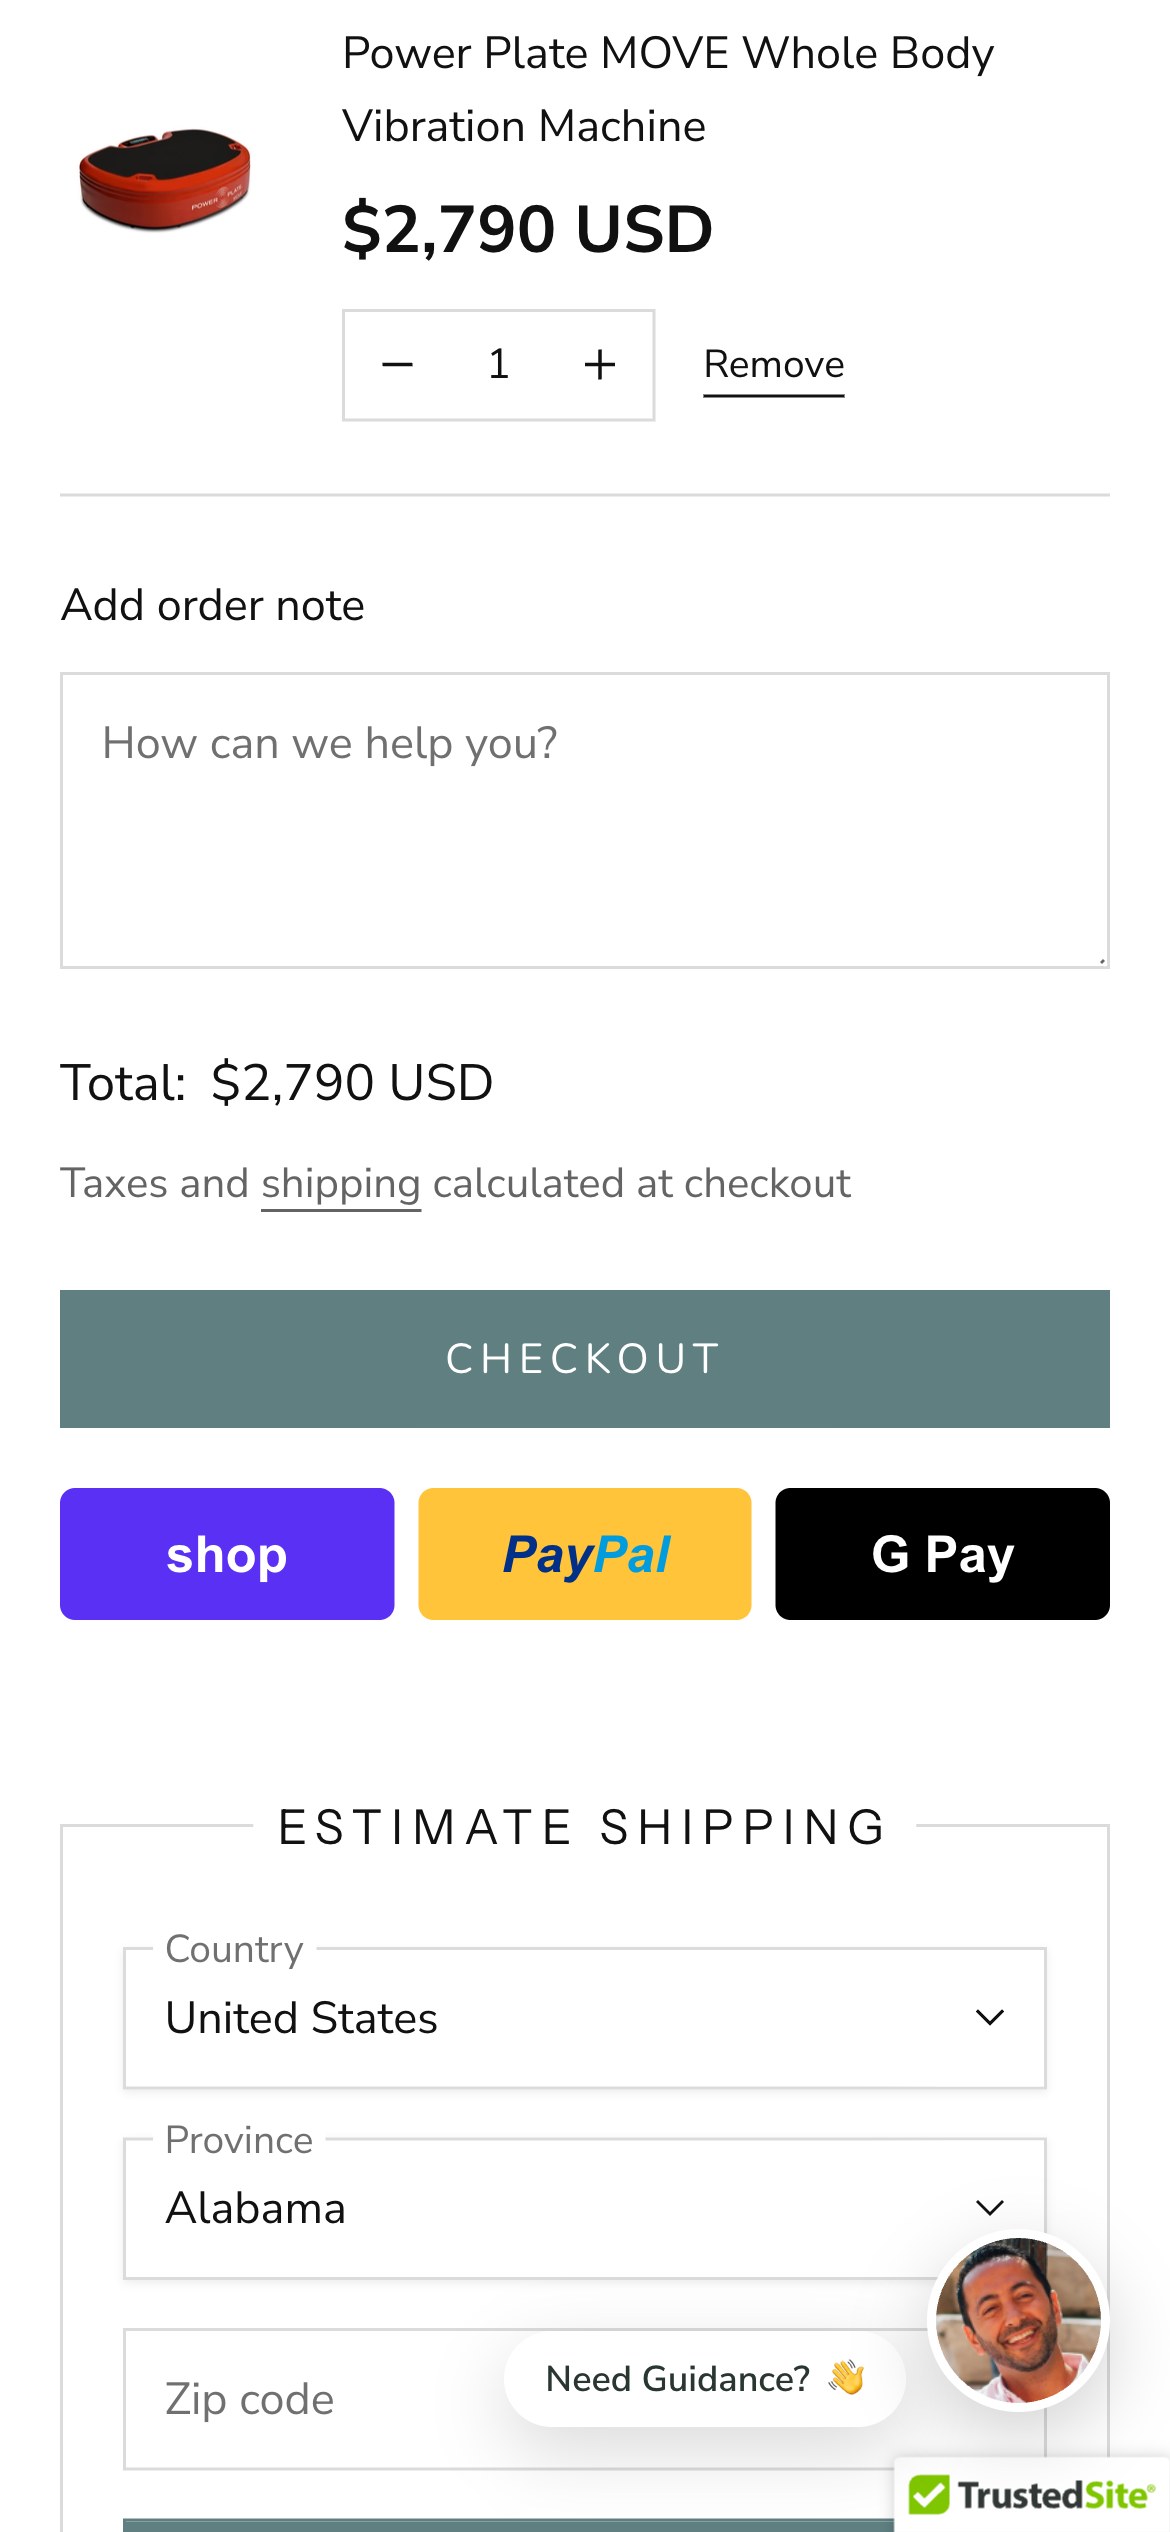 Power Plate MOVE Whole Body
Vibration Machine
$2,790 USD
1
Remove
POWER PLATE
Add order note
How can we help you?
Total: $2,790 USD
Taxes and shipping calculated at checkout
CHECKOUT
shop
PayPal
G Pay
ESTIMATE SHIPPING
Country
United States
Province
Alabama
Zip code
Need Guidance? 👋
TrustedSite®